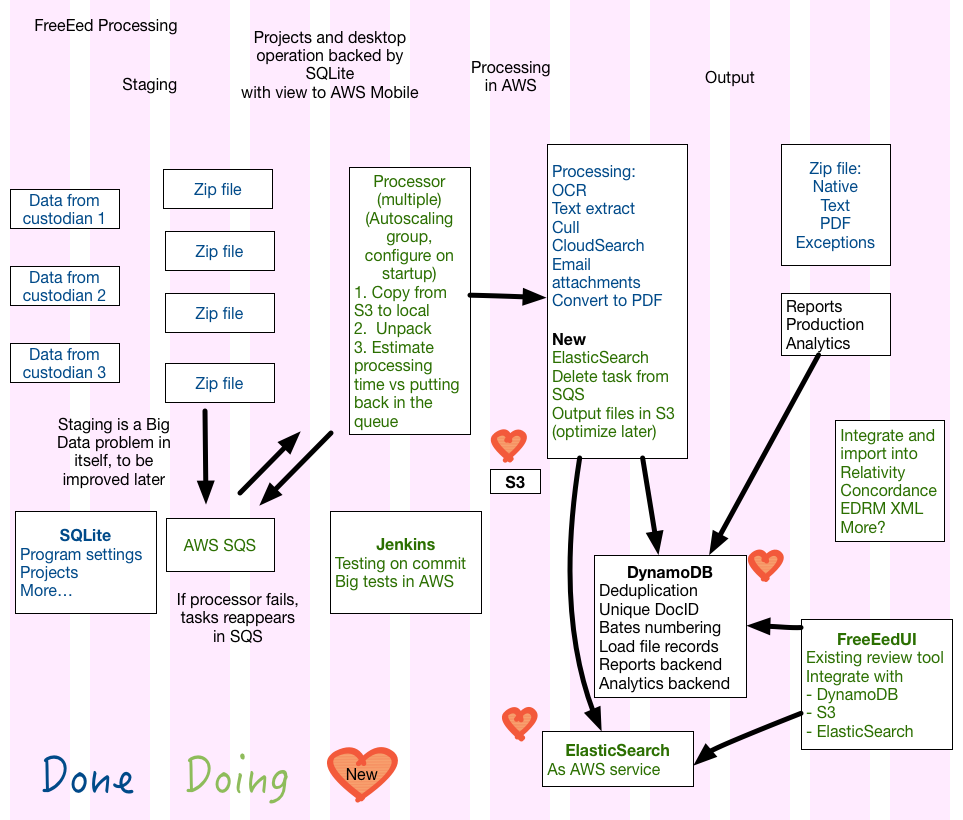 FreeEed Processing
Staging
Projects and desktop
operation backed by
SQLite
with view to AWS Mobile
Processing
in AWS
Output
Data from
custodian 1
Data from
custodian 2
Data from
custodian 3
Zip file
Zip file
Zip file
Zip file
Staging is a Big
Data problem in
itself, to be
improved later
Processor
(multiple)
(Autoscaling
group,
configure on
startup)
1. Copy from
S3 to local
2.  Unpack
3. Estimate
processing
time vs putting
back in the
queue
Processing:
OCR
Text extract
Cull
CloudSearch
Email
attachments
Convert to PDF
New
ElasticSearch
Delete task from
SQS
Output files in S3
(optimize later)
Zip file:
Native
Text
PDF
Exceptions
Reports
Production
Analytics
Integrate and
import into
Relativity
Concordance
EDRM XML
More?
S3
SQLite
Program settings
Projects
More…
AWS SQS
If processor fails,
tasks reappears
in SQS
Jenkins
Testing on commit
Big tests in AWS
DynamoDB
Deduplication
Unique DocID
Bates numbering
Load file records
Reports backend
Analytics backend
FreeEedUI
Existing review tool
Integrate with
- DynamoDB
- S3
- ElasticSearch
ElasticSearch
As AWS service
Done
Doing
New